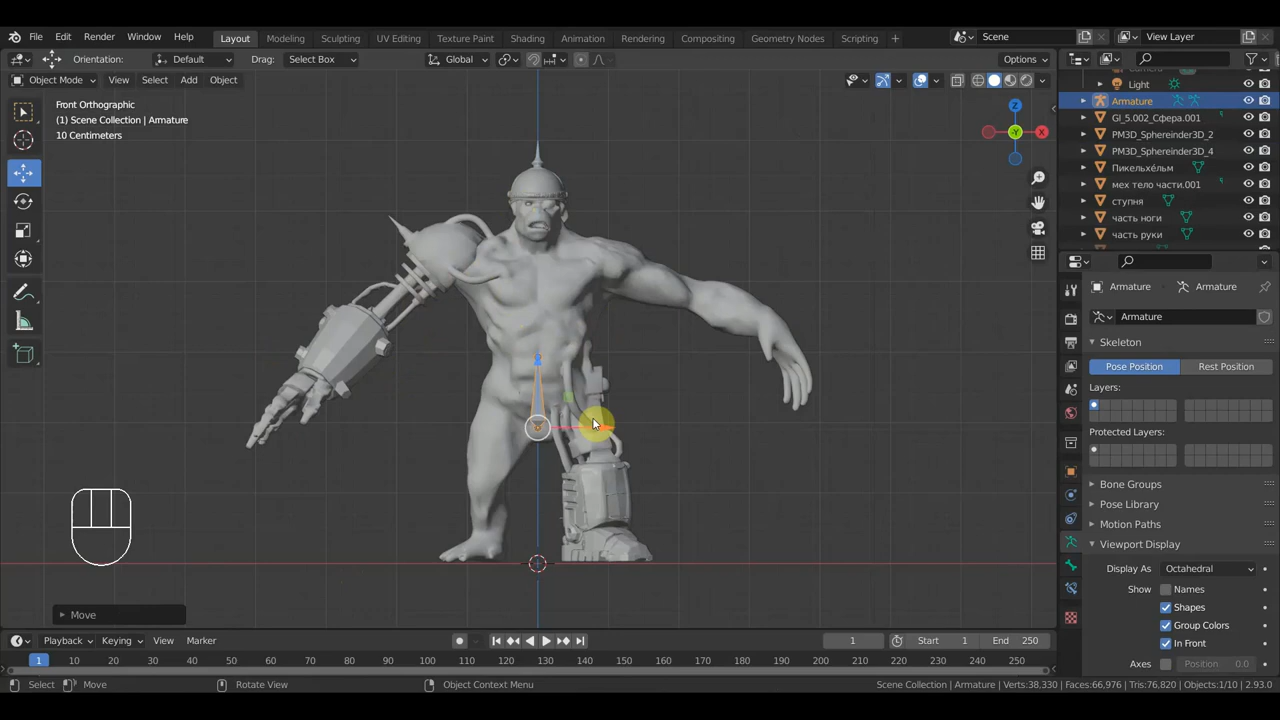 File Edit Render Window Help Layout Modeling Sculpting UV Editing Texture Paint Shading Animation Rendering Compositing Geometry Nodes Scripting + Scene View Layer
Orientation: Default Drag: Select Box Global Options
Object Mode View Select Add Object
Front Orthographic
(1) Scene Collection | Armature
10 Centimeters
Z
X
-Y
Light
Armature
GI_5.002_Сфера.001
PM3D_Sphereinder3D_2
PM3D_Sphereinder3D_4
Пикельхе́льм
мех тело части.001
ступня
часть ноги
часть руки
Armature Armature
Armature
Skeleton
Pose Position Rest Position
Layers:
Protected Layers:
Bone Groups
Pose Library
Motion Paths
Viewport Display
Display As Octahedral
Show Names
Shapes
Group Colors
In Front
Axes Position 0.0
Move
Playback Keying View Marker 1 Start 1 End 250
1 10 20 30 40 50 60 70 80 90 100 110 120 130 140 150 160 170 180 190 200 210 220 230 240 250
Select Move Rotate View Object Context Menu Scene Collection | Armature | Verts:38,330 | Faces:66,976 | Tris:76,820 | Objects:1/10 | 2.93.0